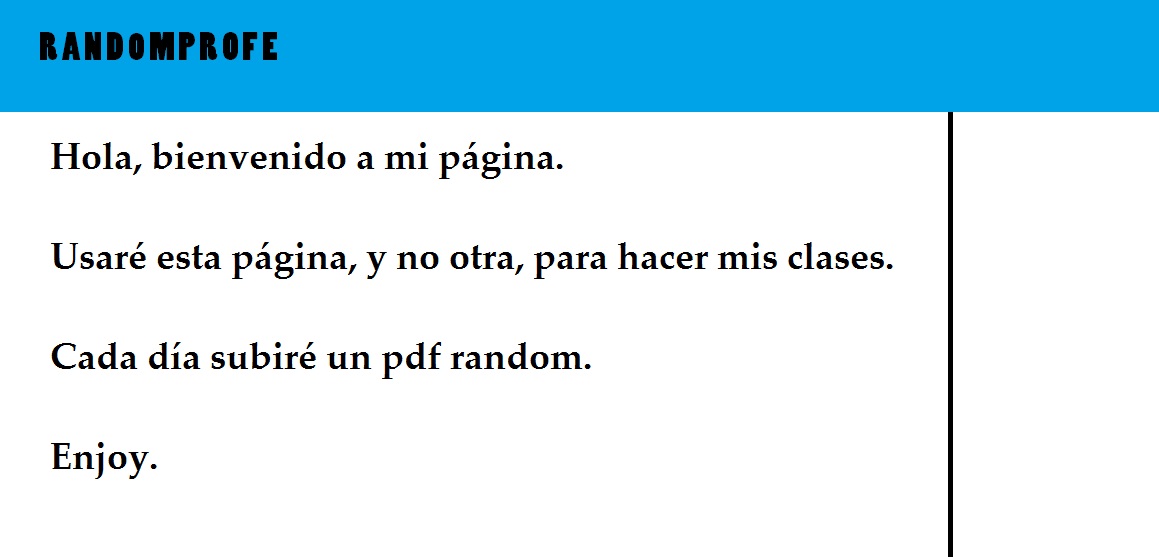 RANDOMPROFE
Hola, bienvenido a mi página.
Usaré esta página, y no otra, para hacer mis clases.
Cada día subiré un pdf random.
Enjoy.